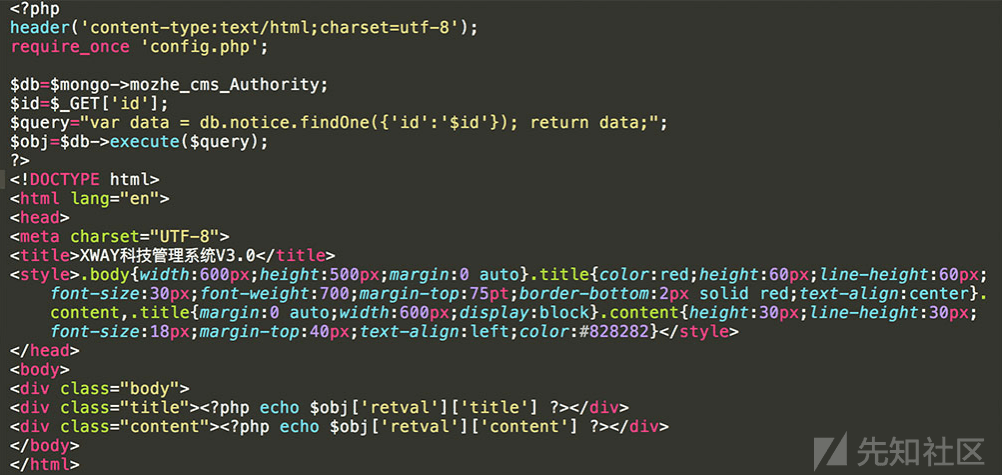 <?php
header('content-type:text/html;charset=utf-8');
require_once 'config.php';
$db=$mongo->mozhe_cms_Authority;
$id=$_GET['id'];
$query="var data = db.notice.findOne({'id':'$id'}); return data;";
$obj=$db->execute($query);
?>
<!DOCTYPE html>
<html lang="en">
<head>
<meta charset="UTF-8">
<title>XWAY科技管理系统V3.0</title>
<style>.body{width:600px;height:500px;margin:0 auto}.title{color:red;height:60px;line-height:60px;
font-size:30px;font-weight:700;margin-top:75pt;border-bottom:2px solid red;text-align:center}.
content,.title{margin:0 auto;width:600px;display:block}.content{height:30px;line-height:30px;
font-size:18px;margin-top:40px;text-align:left;color:#828282}</style>
</head>
<body>
<div class="body">
<div class="title"><?php echo $obj['retval']['title'] ?></div>
<div class="content"><?php echo $obj['retval']['content'] ?></div>
</body>
</html>
先知社区